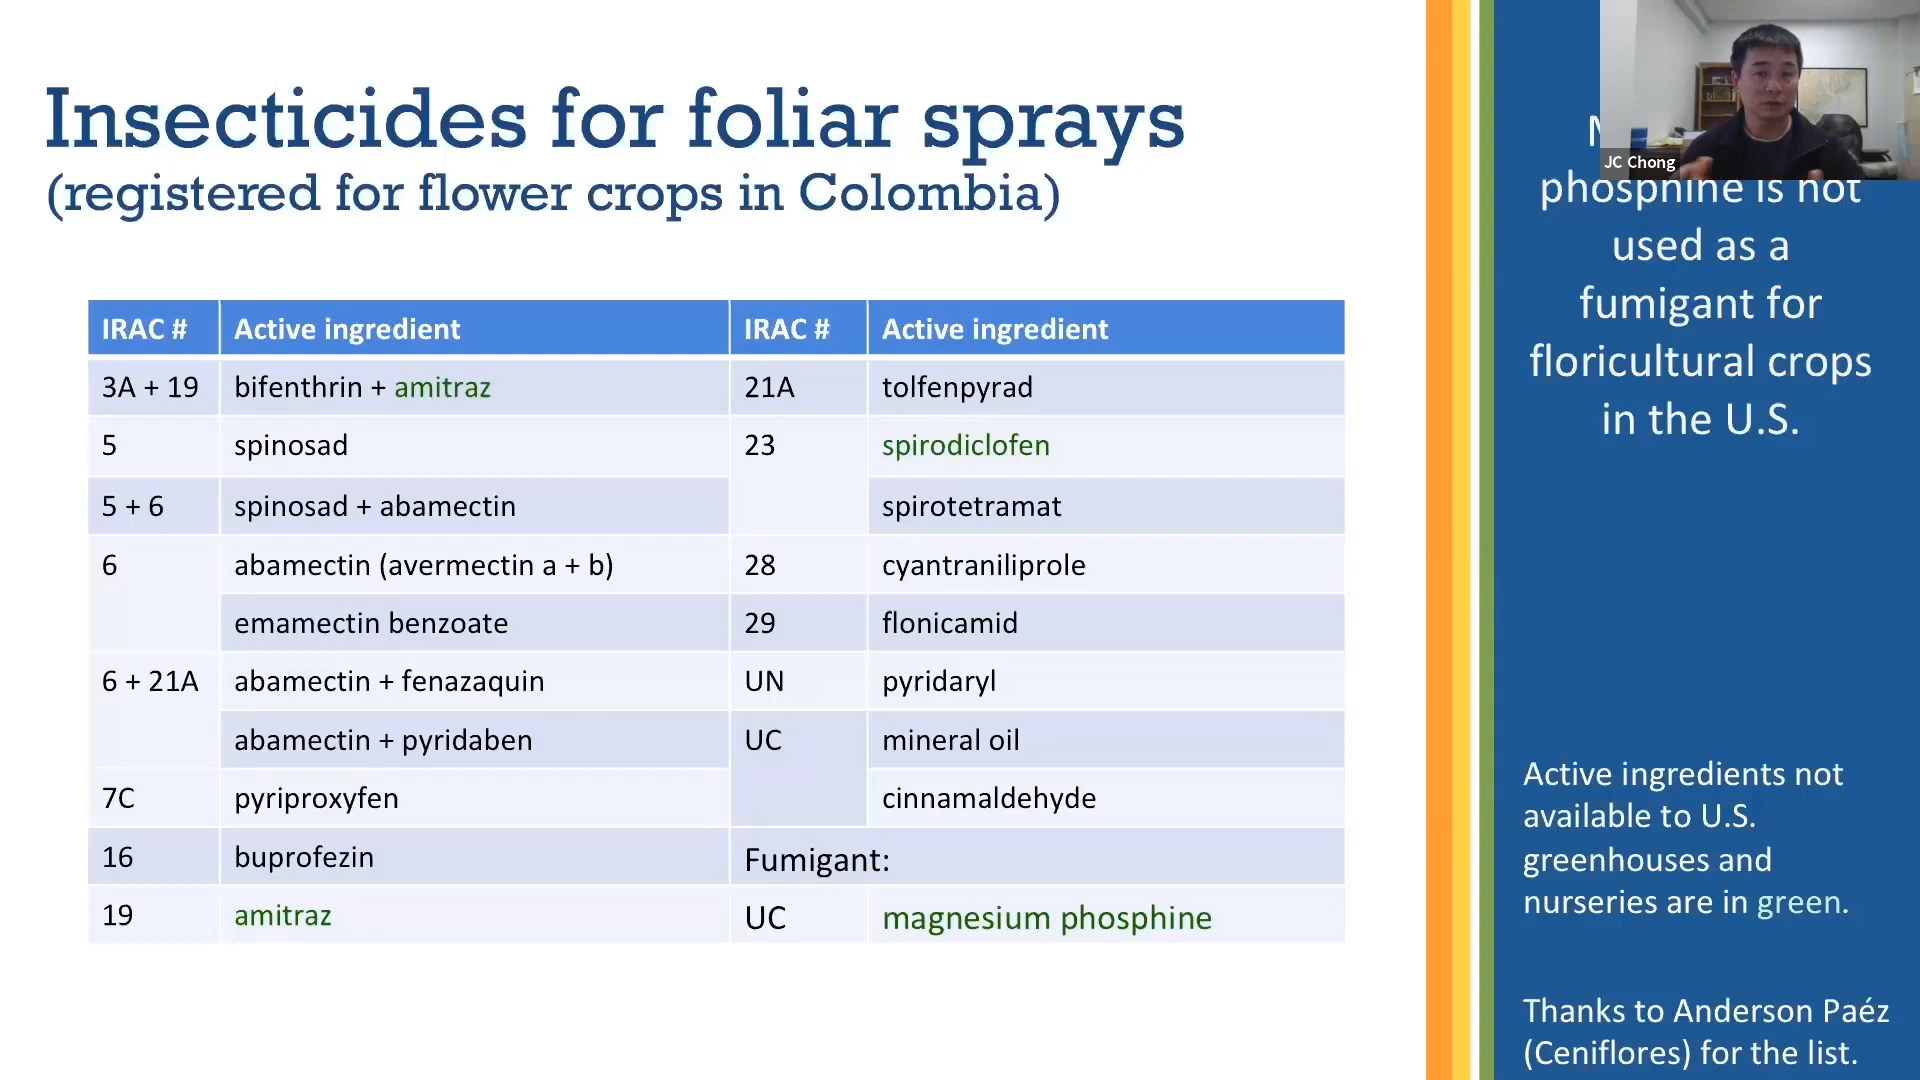 Insecticides for foliar sprays
(registered for flower crops in Colombia)
IRAC # Active ingredient IRAC # Active ingredient
3A + 19 bifenthrin + amitraz 21A tolfenpyrad
5 spinosad 23 spirodiclofen
5 + 6 spinosad + abamectin spirotetramat
6 abamectin (avermectin a + b) 28 cyantraniliprole
emamectin benzoate 29 flonicamid
6 + 21A abamectin + fenazaquin UN pyridaryl
abamectin + pyridaben UC mineral oil
7C pyriproxyfen cinnamaldehyde
16 buprofezin Fumigant:
19 amitraz UC magnesium phosphine
JC Chong
phosphine is not
used as a
fumigant for
floricultural crops
in the U.S.
Active ingredients not
available to U.S.
greenhouses and
nurseries are in green.
Thanks to Anderson Paéz
(Ceniflores) for the list.